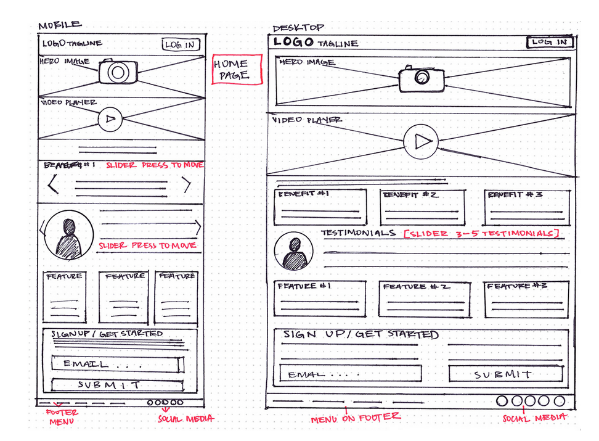 MOBILE
LOGO TAGLINE
LOG IN
HERO IMAGE
VIDEO PLAYER
BENEFIT #1 SLIDER PRESS TO MOVE
SLIDER PRESS TO MOVE
FEATURE FEATURE FEATURE
SIGN UP / GET STARTED
EMAIL ...
SUBMIT
FOOTER
MENU
SOCIAL MEDIA
HOME
PAGE
DESKTOP
LOGO TAGLINE
LOG IN
HERO IMAGE
VIDEO PLAYER
BENEFIT #1 BENEFIT #2 BENEFIT #3
TESTIMONIALS [SLIDER 3-5 TESTIMONIALS]
FEATURE #1 FEATURE #2 FEATURE #3
SIGN UP / GET STARTED
EMAL .... SUBMIT
MENU ON FOOTER
SOCIAL MEDIA